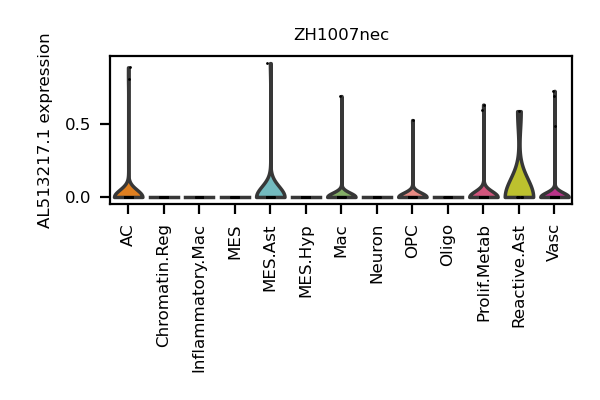 ZH1007nec
AL513217.1 expression
0.5
0.0
AC
Chromatin.Reg
Inflammatory.Mac
MES
MES.Ast
MES.Hyp
Mac
Neuron
OPC
Oligo
Prolif.Metab
Reactive.Ast
Vasc